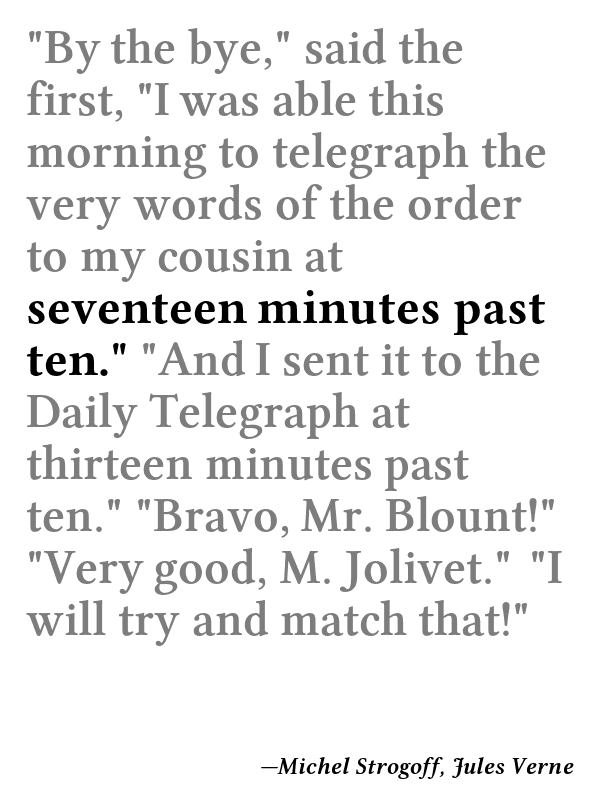 "By the bye," said the
first, "I was able this
morning to telegraph the
very words of the order
to my cousin at
seventeen minutes past
ten." "And I sent it to the
Daily Telegraph at
thirteen minutes past
ten." "Bravo, Mr. Blount!"
"Very good, M. Jolivet." "I
will try and match that!"
—Michel Strogoff, Jules Verne